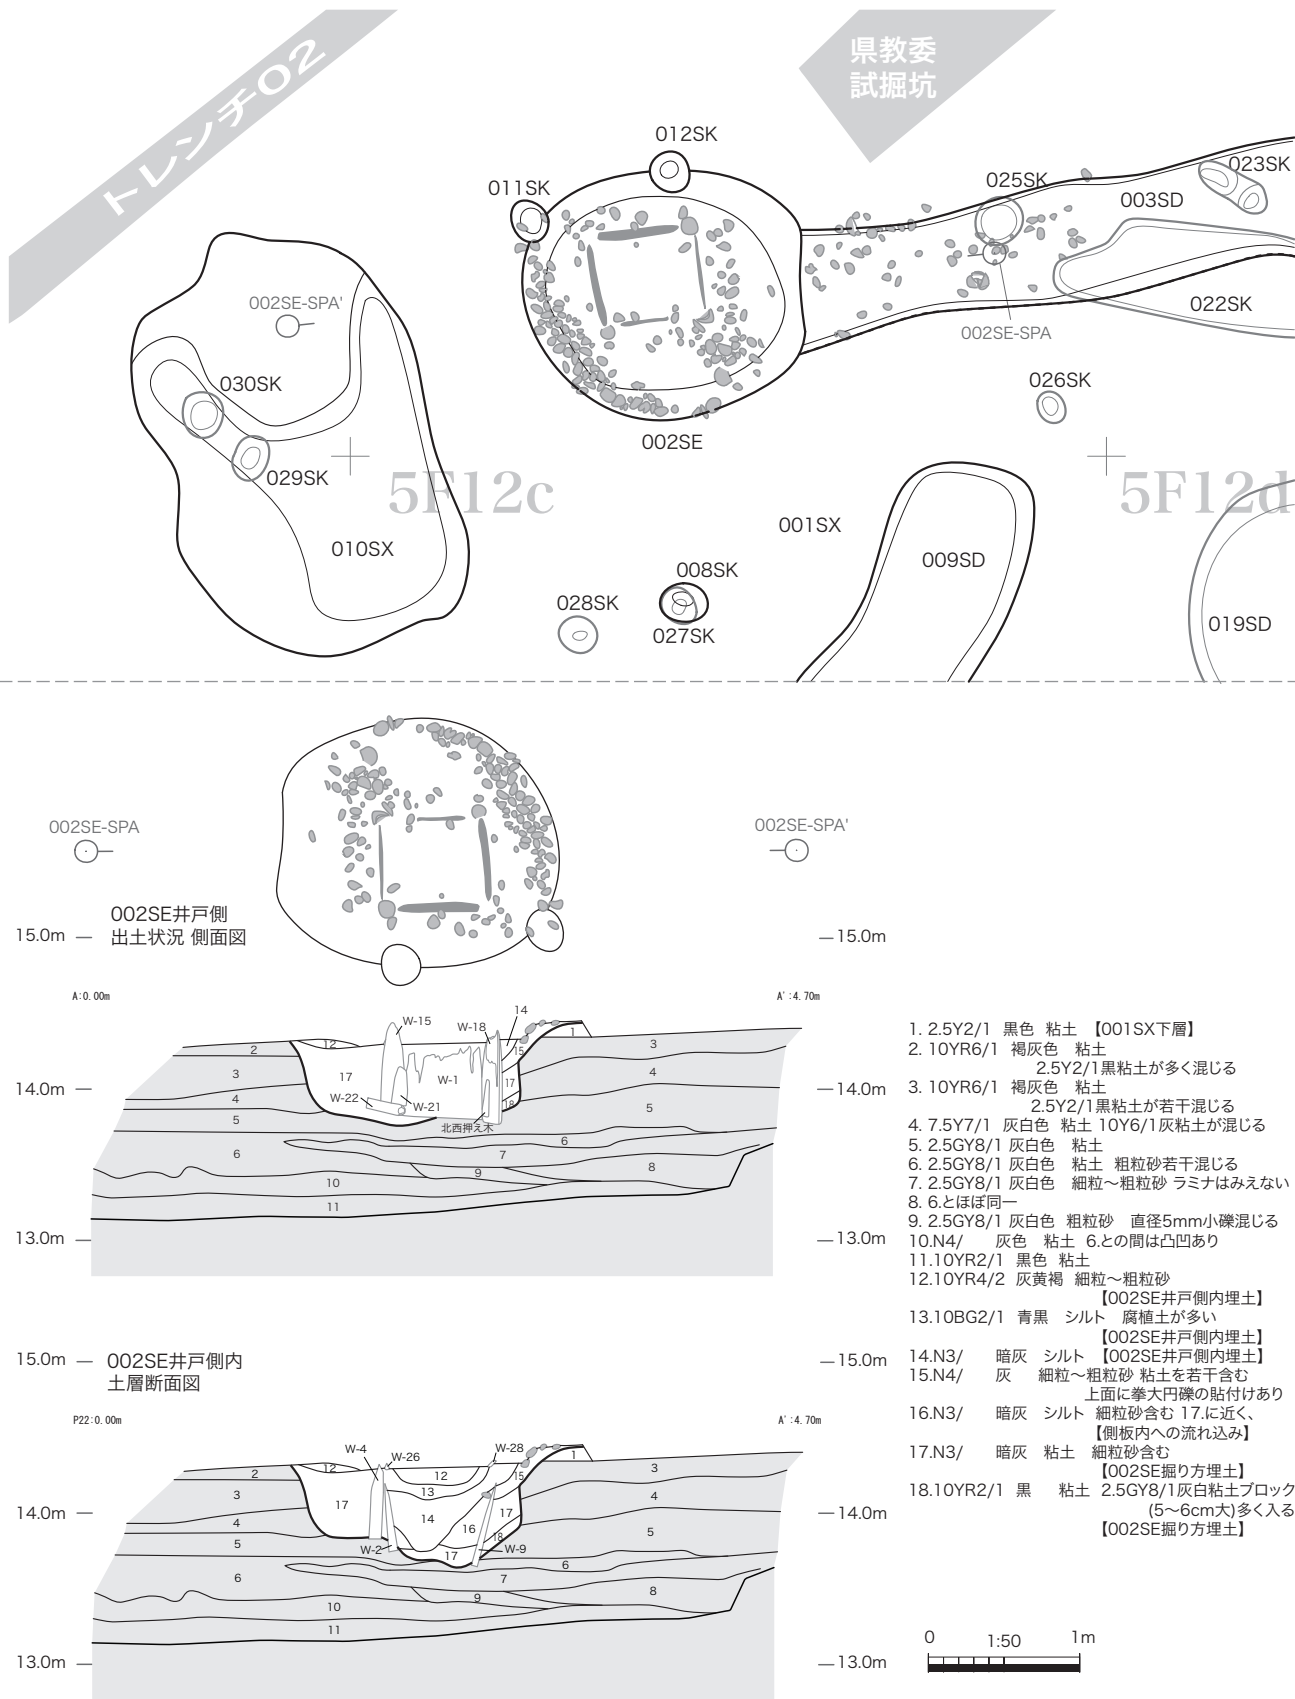 トレンチ02
県教委
試掘坑
012SK
011SK
025SK
023SK
003SD
002SE-SPA'
022SK
002SE-SPA
030SK
026SK
002SE
029SK
5F12c
5F12d
001SX
010SX
009SD
008SK
028SK
019SD
027SK
002SE-SPA
002SE-SPA'
002SE井戸側
出土状況 側面図
15.0m
15.0m
A:0.00m
A':4.70m
14
W-15
W-18
1
12
2
15
3
3
17
W-1
4
17
14.0m
14.0m
4
W-22
W-21
18
5
5
北西押え木
6
6
7
8
9
10
11
13.0m
13.0m
1. 2.5Y2/1 黒色 粘土 【001SX下層】
2. 10YR6/1 褐灰色 粘土
2.5Y2/1黒粘土が多く混じる
3. 10YR6/1 褐灰色 粘土
2.5Y2/1黒粘土が若干混じる
4. 7.5Y7/1 灰白色 粘土 10Y6/1灰粘土が混じる
5. 2.5GY8/1 灰白色 粘土
6. 2.5GY8/1 灰白色 粘土 粗粒砂若干混じる
7. 2.5GY8/1 灰白色 細粒～粗粒砂 ラミナはみえない
8. 6.とほぼ同一
9. 2.5GY8/1 灰白色 粗粒砂 直径5mm小礫混じる
10.N4/ 灰色 粘土 6.との間は凸凹あり
11.10YR2/1 黒色 粘土
12.10YR4/2 灰黄褐 細粒～粗粒砂
【002SE井戸側内埋土】
13.10BG2/1 青黒 シルト 腐植土が多い
【002SE井戸側内埋土】
14.N3/ 暗灰 シルト 【002SE井戸側内埋土】
15.N4/ 灰 細粒～粗粒砂 粘土を若干含む
上面に拳大円礫の貼付けあり
16.N3/ 暗灰 シルト 細粒砂含む 17.に近く、
【側板内への流れ込み】
17.N3/ 暗灰 粘土 細粒砂含む
【002SE掘り方埋土】
18.10YR2/1 黒 粘土 2.5GY8/1灰白粘土ブロック
(5～6cm大)多く入る
【002SE掘り方埋土】
15.0m
15.0m
002SE井戸側内
土層断面図
P22:0.00m
A':4.70m
W-4
W-26
W-28
1
12
2
12
15
3
3
13
4
17
14
17
14.0m
14.0m
4
16
5
5
18
W-2
17
W-9
6
6
7
8
9
10
11
13.0m
13.0m
0
1:50
1m